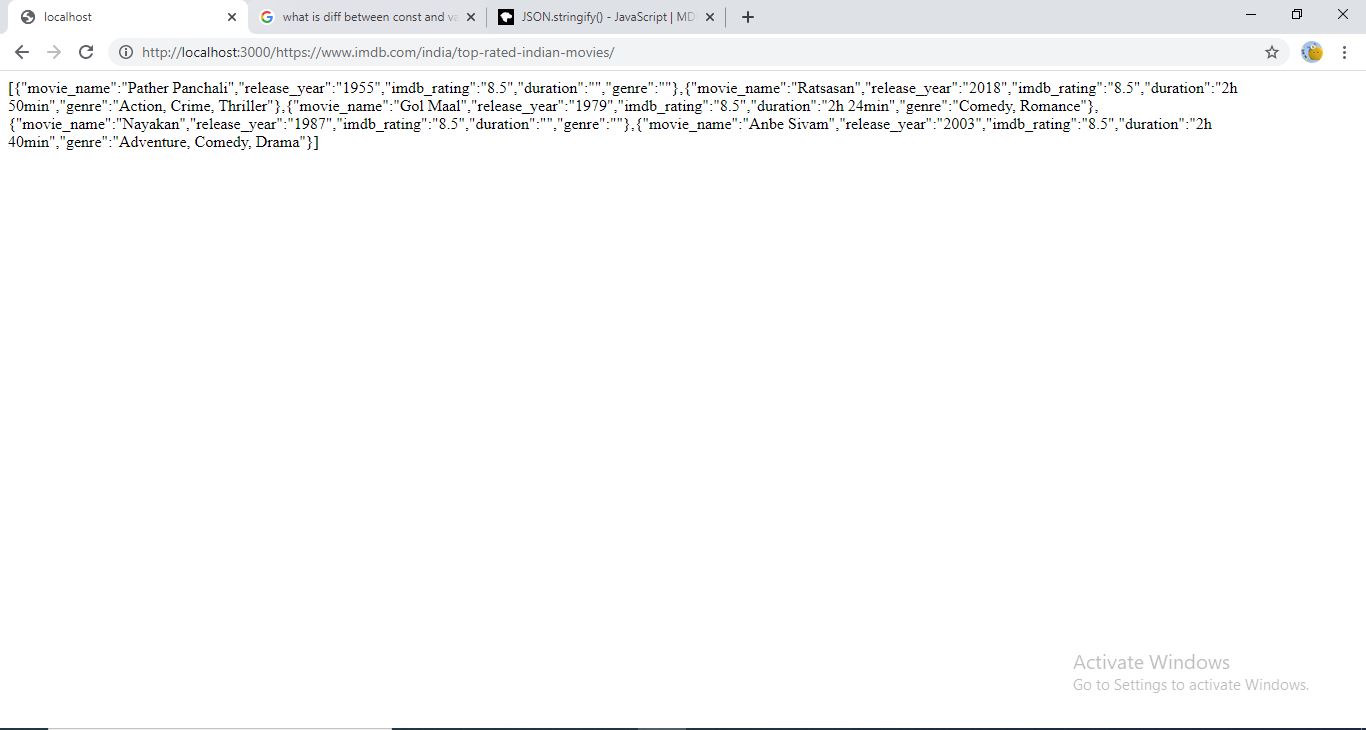 localhost
what is diff between const and va
JSON.stringify() - JavaScript | MD
http://localhost:3000/https://www.imdb.com/india/top-rated-indian-movies/
[{"movie_name":"Pather Panchali","release_year":"1955","imdb_rating":"8.5","duration":"","genre":""},{"movie_name":"Ratsasan","release_year":"2018","imdb_rating":"8.5","duration":"2h
50min","genre":"Action, Crime, Thriller"},{"movie_name":"Gol Maal","release_year":"1979","imdb_rating":"8.5","duration":"2h 24min","genre":"Comedy, Romance"},
{"movie_name":"Nayakan","release_year":"1987","imdb_rating":"8.5","duration":"","genre":""},{"movie_name":"Anbe Sivam","release_year":"2003","imdb_rating":"8.5","duration":"2h
40min","genre":"Adventure, Comedy, Drama"}]
Activate Windows
Go to Settings to activate Windows.